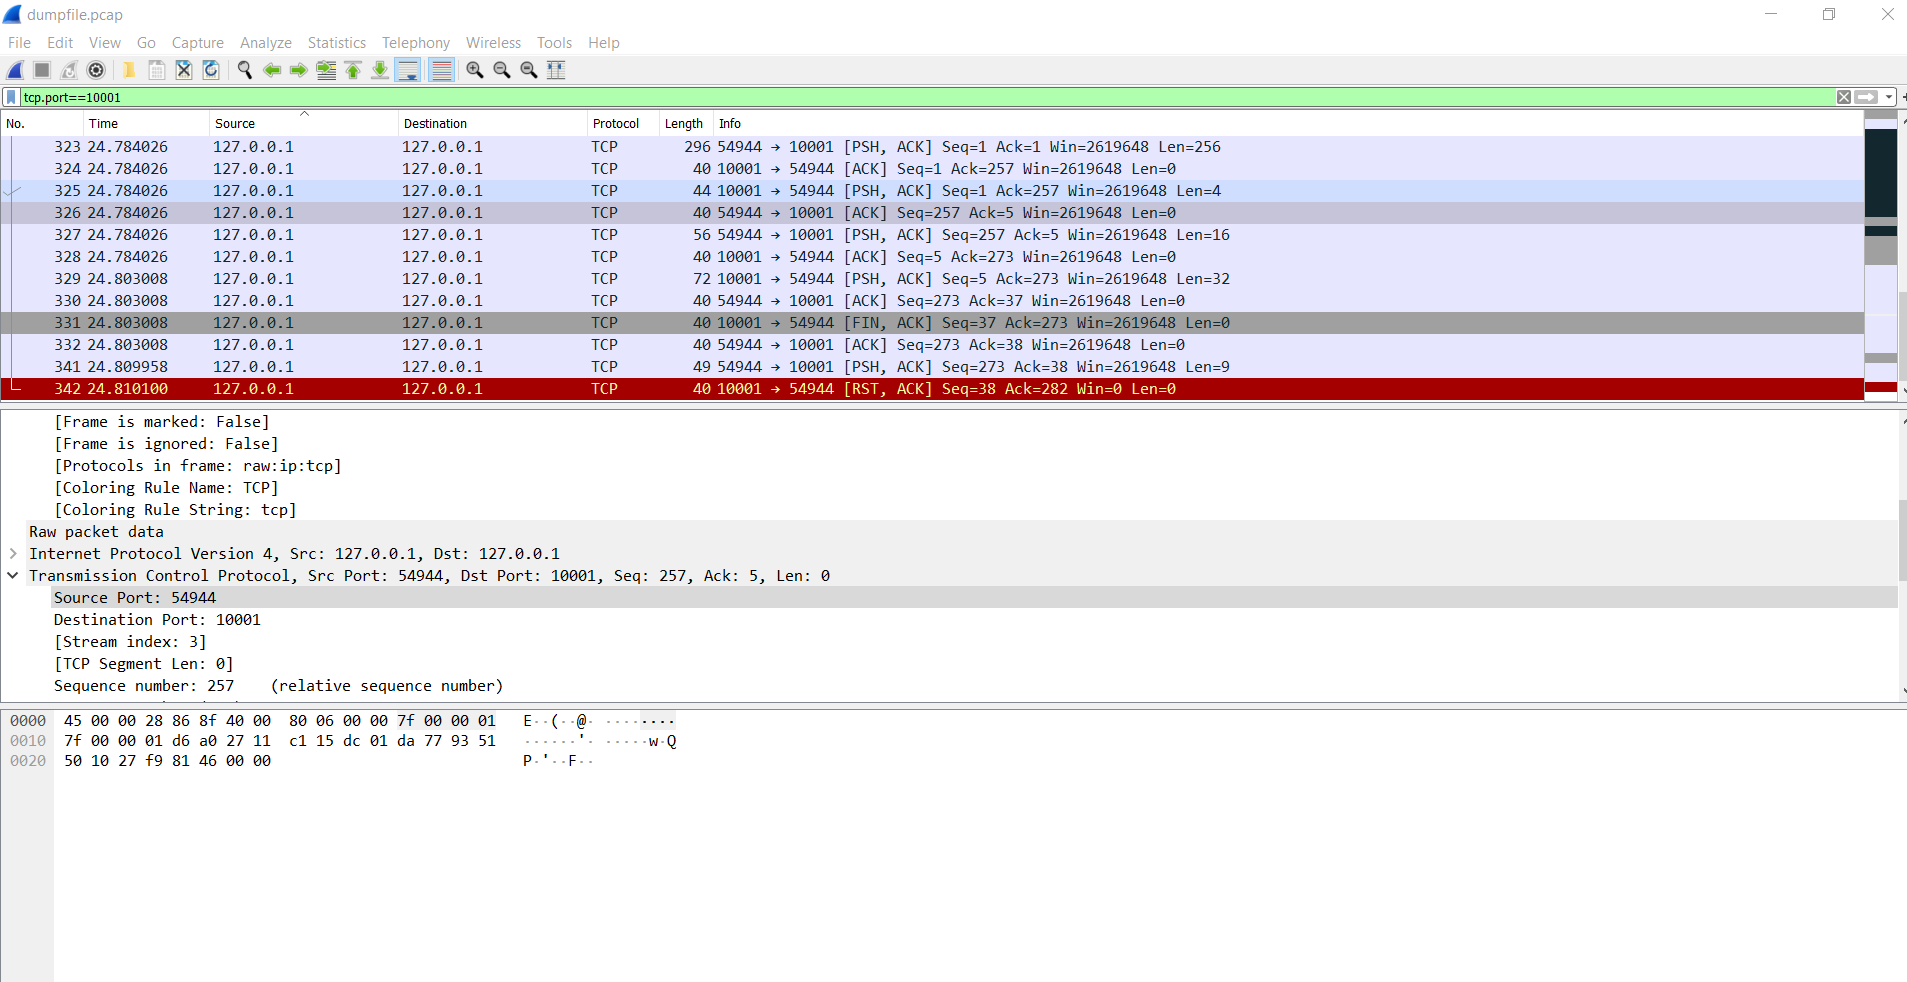 dumpfile.pcap
File Edit View Go Capture Analyze Statistics Telephony Wireless Tools Help
tcp.port==10001
No. Time Source Destination Protocol Length Info
323 24.784026 127.0.0.1 127.0.0.1 TCP 296 54944 → 10001 [PSH, ACK] Seq=1 Ack=1 Win=2619648 Len=256
324 24.784026 127.0.0.1 127.0.0.1 TCP 40 10001 → 54944 [ACK] Seq=1 Ack=257 Win=2619648 Len=0
325 24.784026 127.0.0.1 127.0.0.1 TCP 44 10001 → 54944 [PSH, ACK] Seq=1 Ack=257 Win=2619648 Len=4
326 24.784026 127.0.0.1 127.0.0.1 TCP 40 54944 → 10001 [ACK] Seq=257 Ack=5 Win=2619648 Len=0
327 24.784026 127.0.0.1 127.0.0.1 TCP 56 54944 → 10001 [PSH, ACK] Seq=257 Ack=5 Win=2619648 Len=16
328 24.784026 127.0.0.1 127.0.0.1 TCP 40 10001 → 54944 [ACK] Seq=5 Ack=273 Win=2619648 Len=0
329 24.803008 127.0.0.1 127.0.0.1 TCP 72 10001 → 54944 [PSH, ACK] Seq=5 Ack=273 Win=2619648 Len=32
330 24.803008 127.0.0.1 127.0.0.1 TCP 40 54944 → 10001 [ACK] Seq=273 Ack=37 Win=2619648 Len=0
331 24.803008 127.0.0.1 127.0.0.1 TCP 40 10001 → 54944 [FIN, ACK] Seq=37 Ack=273 Win=2619648 Len=0
332 24.803008 127.0.0.1 127.0.0.1 TCP 40 54944 → 10001 [ACK] Seq=273 Ack=38 Win=2619648 Len=0
341 24.809958 127.0.0.1 127.0.0.1 TCP 49 54944 → 10001 [PSH, ACK] Seq=273 Ack=38 Win=2619648 Len=9
342 24.810100 127.0.0.1 127.0.0.1 TCP 40 10001 → 54944 [RST, ACK] Seq=38 Ack=282 Win=0 Len=0
[Frame is marked: False]
[Frame is ignored: False]
[Protocols in frame: raw:ip:tcp]
[Coloring Rule Name: TCP]
[Coloring Rule String: tcp]
Raw packet data
Internet Protocol Version 4, Src: 127.0.0.1, Dst: 127.0.0.1
Transmission Control Protocol, Src Port: 54944, Dst Port: 10001, Seq: 257, Ack: 5, Len: 0
Source Port: 54944
Destination Port: 10001
[Stream index: 3]
[TCP Segment Len: 0]
Sequence number: 257 (relative sequence number)
0000 45 00 00 28 86 8f 40 00 80 06 00 00 7f 00 00 01 E··(··@· ········
0010 7f 00 00 01 d6 a0 27 11 c1 15 dc 01 da 77 93 51 ······'· ·····w·Q
0020 50 10 27 f9 81 46 00 00 P·'··F··